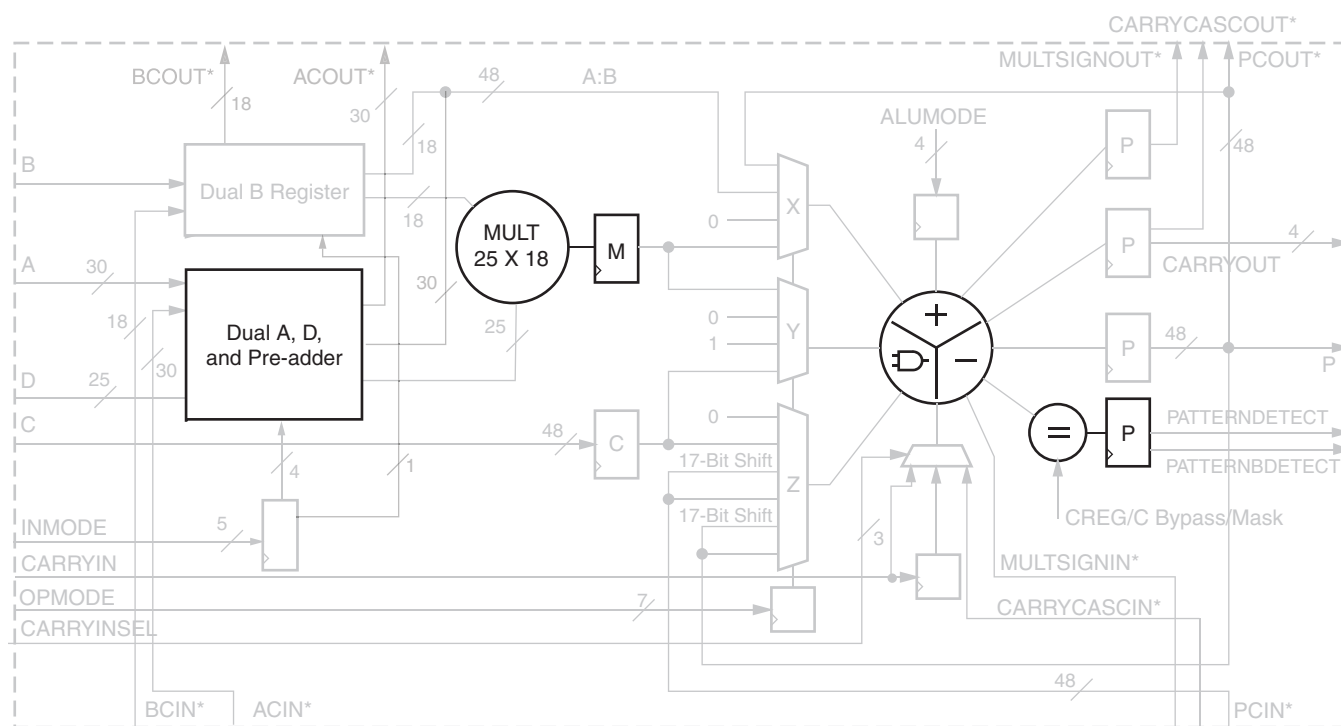 CARRYCASCOUT*
MULTSIGNOUT*
PCOUT*
BCOUT*
ACOUT*
48
A:B
18
30
18
ALUMODE
4
48
B
Dual B Register
18
0
X
P
MULT
25 X 18
M
A
30
30
P
4
CARRYOUT
18
30
Dual A, D,
and Pre-adder
25
0
1
Y
+
−
P
48
P
D
25
C
48
C
0
17-Bit Shift
Z
17-Bit Shift
=
P
PATTERNDETECT
PATTERNBDETECT
4
1
INMODE
5
3
CREG/C Bypass/Mask
CARRYIN
MULTSIGNIN*
OPMODE
7
CARRYCASCIN*
CARRYINSEL
48
BCIN*
ACIN*
PCIN*